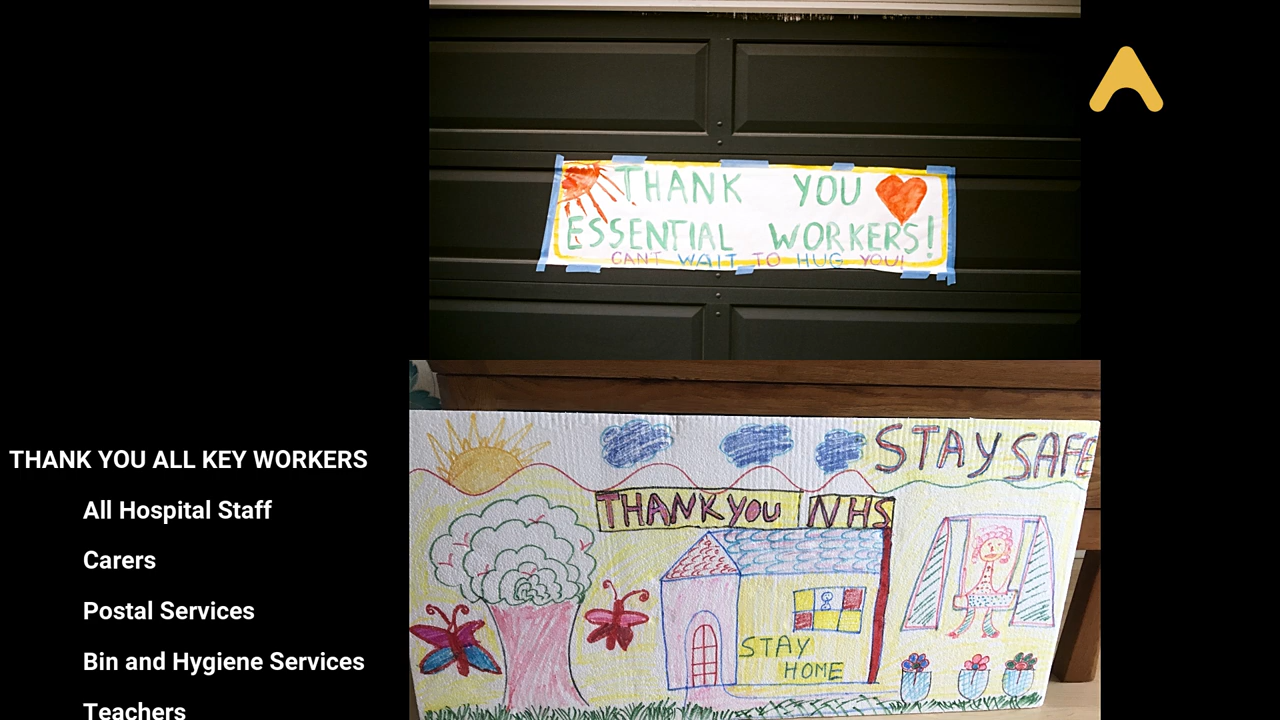 THANK YOU
ESSENTIAL WORKERS!
CANT WAIT TO HUG YOU!
STAY SAFE
THANK YOU NHS
STAY
HOME
THANK YOU ALL KEY WORKERS
All Hospital Staff
Carers
Postal Services
Bin and Hygiene Services
Teachers